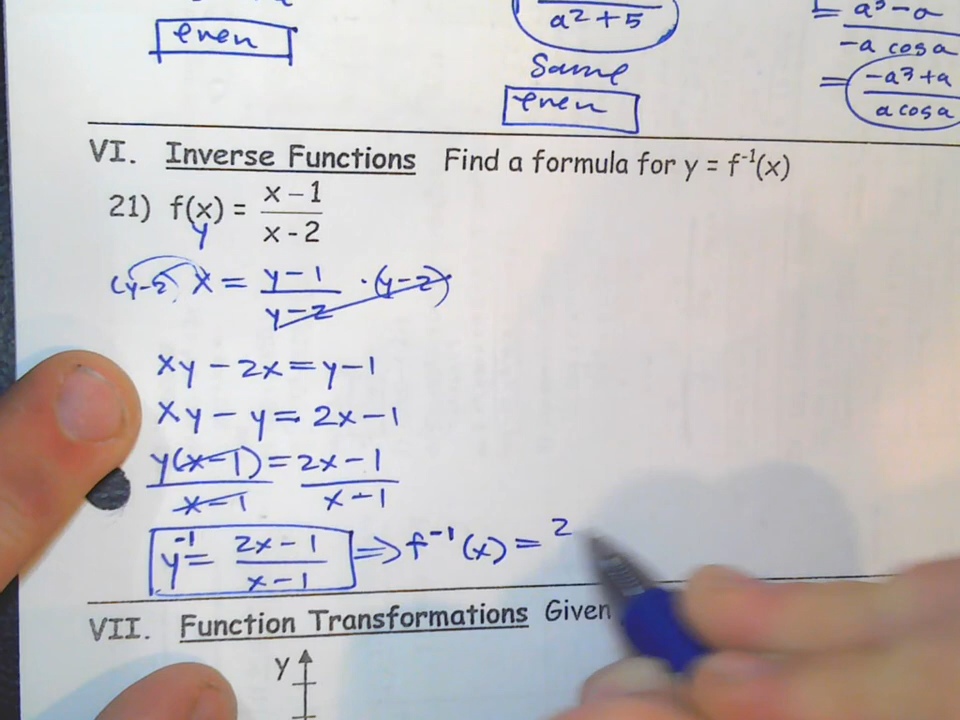 even
a² + 5
Same
even
= a³ - a
-a cosa
= -a³ + a
a cosa
VI. Inverse Functions Find a formula for y = f⁻¹(x)
21) f(x) = x - 1
x - 2
y
(y-2) x = y - 1 · (y-2)
y-2
xy - 2x = y - 1
xy - y = 2x - 1
y(x-1) = 2x - 1
x-1 x-1
y⁻¹ = 2x - 1 ⇒ f⁻¹(x) = 2
x - 1
VII. Function Transformations Given
y